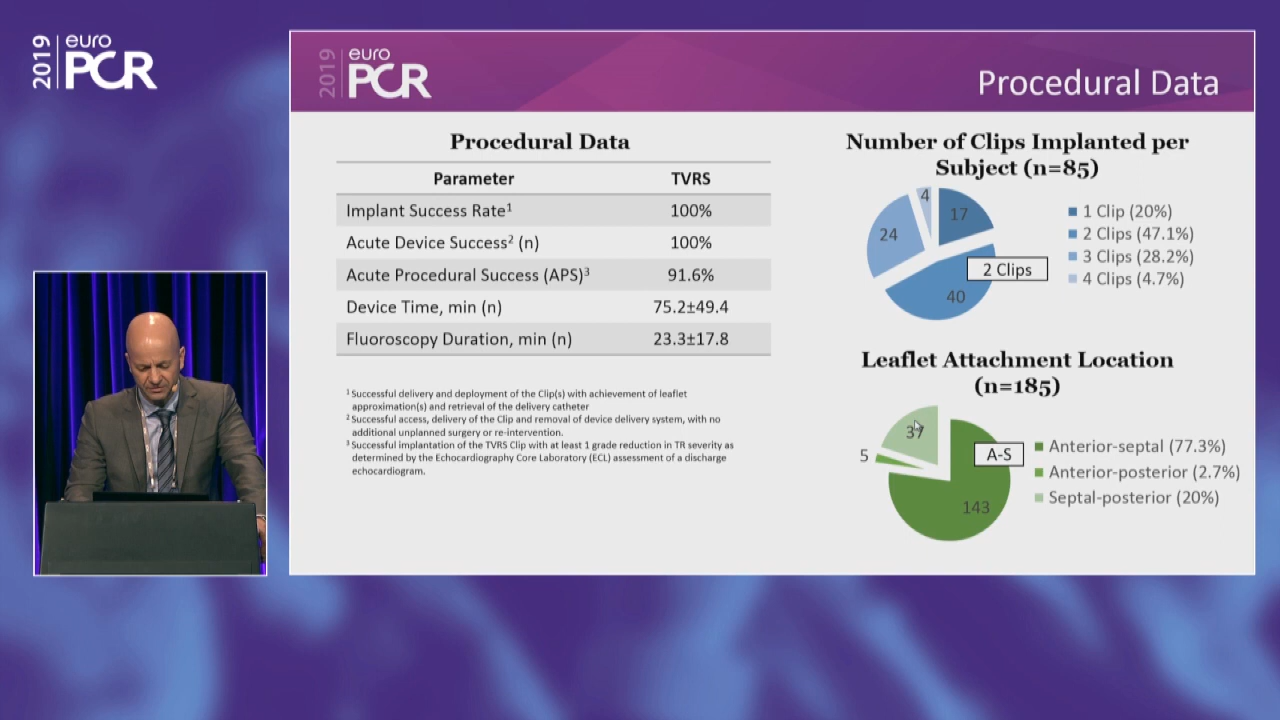 2019 euro PCR
2019 euro PCR
Procedural Data
Procedural Data
Parameter TVRS
Implant Success Rate¹ 100%
Acute Device Success² (n) 100%
Acute Procedural Success (APS)³ 91.6%
Device Time, min (n) 75.2±49.4
Fluoroscopy Duration, min (n) 23.3±17.8
¹ Successful delivery and deployment of the Clip(s) with achievement of leaflet
approximation(s) and retrieval of the delivery catheter
² Successful access, delivery of the Clip and removal of device delivery system, with no
additional unplanned surgery or re-intervention.
³ Successful implantation of the TVRS Clip with at least 1 grade reduction in TR severity as
determined by the Echocardiography Core Laboratory (ECL) assessment of a discharge
echocardiogram.
Number of Clips Implanted per
Subject (n=85)
4
17
24
2 Clips
40
1 Clip (20%)
2 Clips (47.1%)
3 Clips (28.2%)
4 Clips (4.7%)
Leaflet Attachment Location
(n=185)
37
5
A-S
143
Anterior-septal (77.3%)
Anterior-posterior (2.7%)
Septal-posterior (20%)